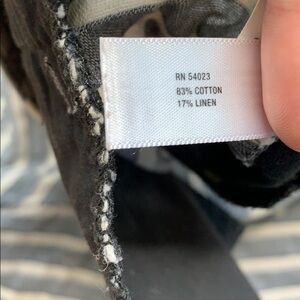 RN 54023
83% COTTON
17% LINEN